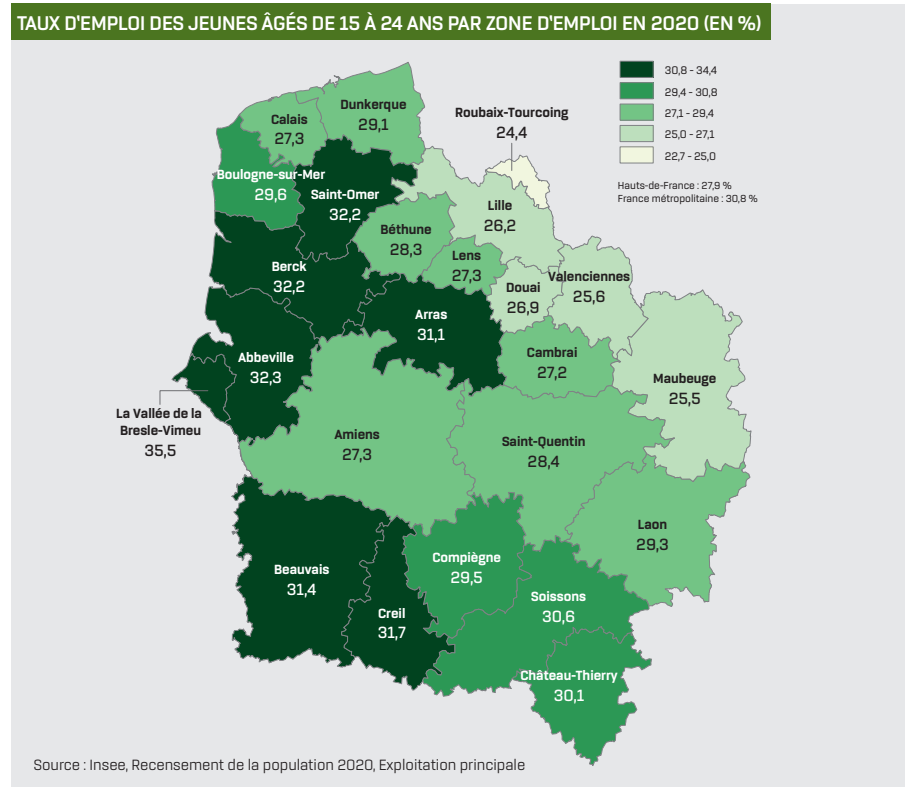 TAUX D'EMPLOI DES JEUNES ÂGÉS DE 15 À 24 ANS PAR ZONE D'EMPLOI EN 2020 (EN %)
30,8 - 34,4
29,4 - 30,8
27,1 - 29,4
25,0 - 27,1
22,7 - 25,0
Hauts-de-France : 27,9 %
France métropolitaine : 30,8 %
Dunkerque
29,1
Calais
27,3
Roubaix-Tourcoing
24,4
Boulogne-sur-Mer
29,6
Saint-Omer
32,2
Lille
26,2
Béthune
28,3
Lens
27,3
Berck
32,2
Douai
26,9
Valenciennes
25,6
Arras
31,1
Abbeville
32,3
Cambrai
27,2
Maubeuge
25,5
La Vallée de la
Bresle-Vimeu
35,5
Amiens
27,3
Saint-Quentin
28,4
Laon
29,3
Beauvais
31,4
Compiègne
29,5
Creil
31,7
Soissons
30,6
Château-Thierry
30,1
Source : Insee, Recensement de la population 2020, Exploitation principale